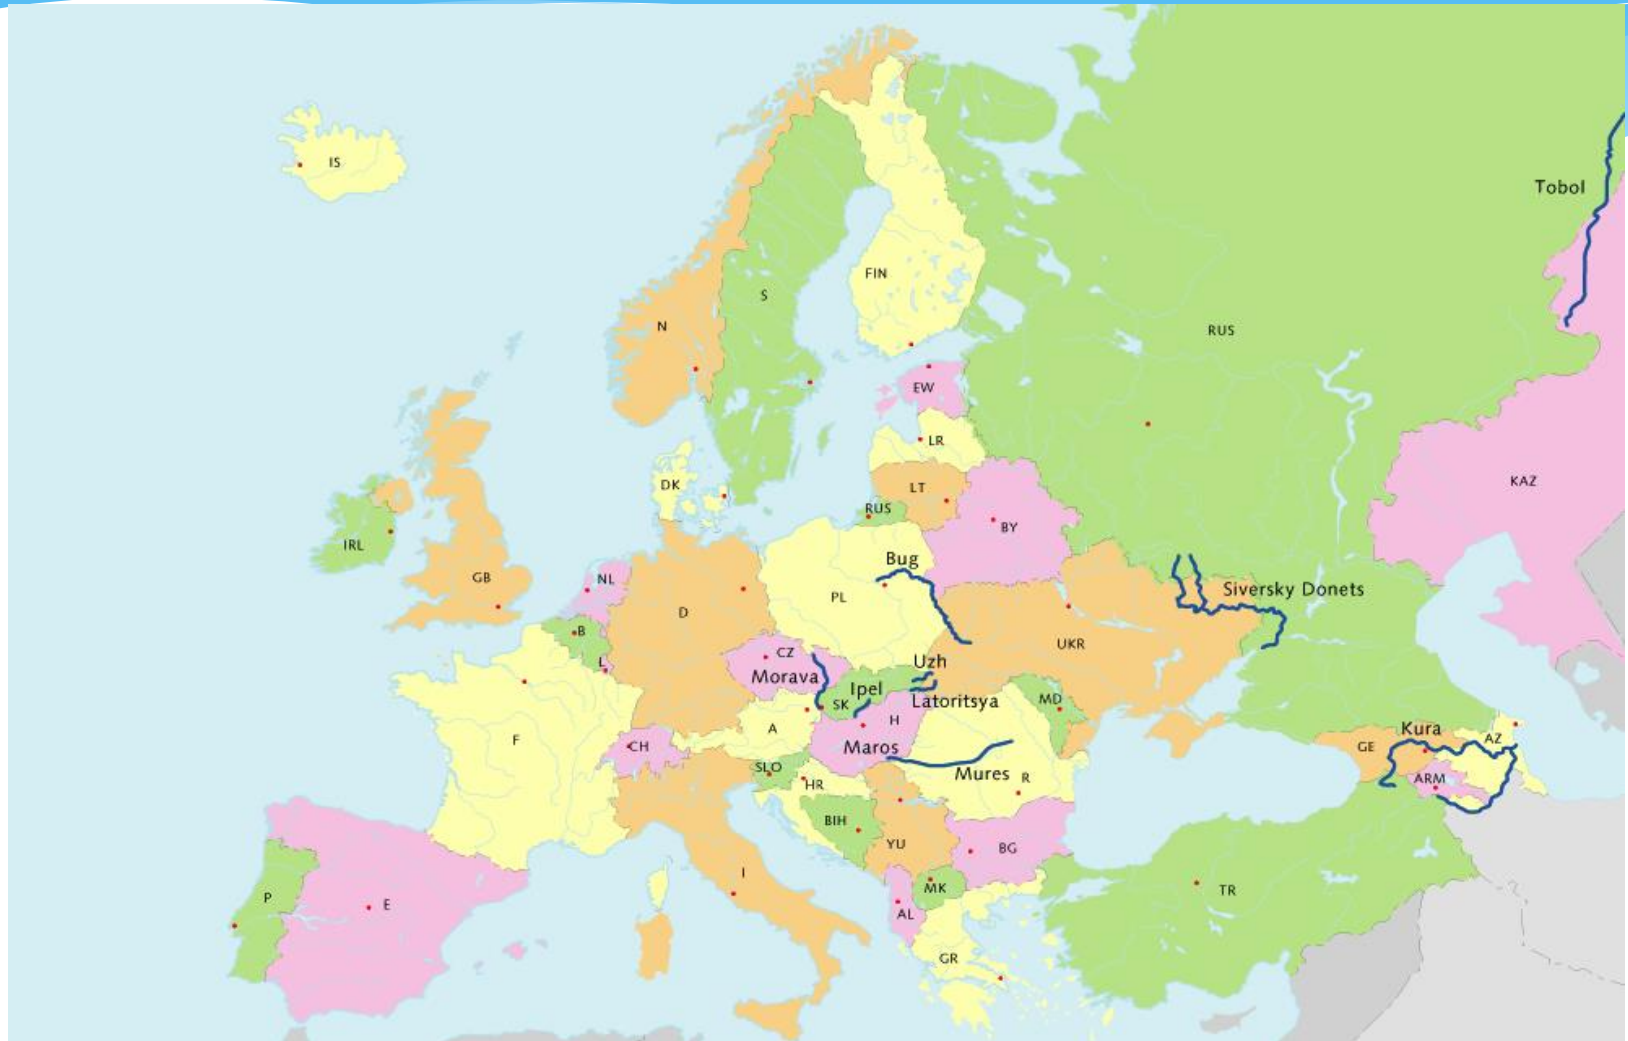 IS
Tobol
FIN
S
RUS
N
EW
LR
KAZ
DK
LT
RUS
BY
IRL
Bug
GB
NL
Siversky Donets
PL
D
B
UKR
CZ
Uzh
L
Morava
Ipel
Latoritsya
MD
SK
H
A
Kura
F
CH
Maros
GE
AZ
SLO
Mures
R
ARM
HR
BIH
YU
BG
I
MK
TR
P
E
AL
GR